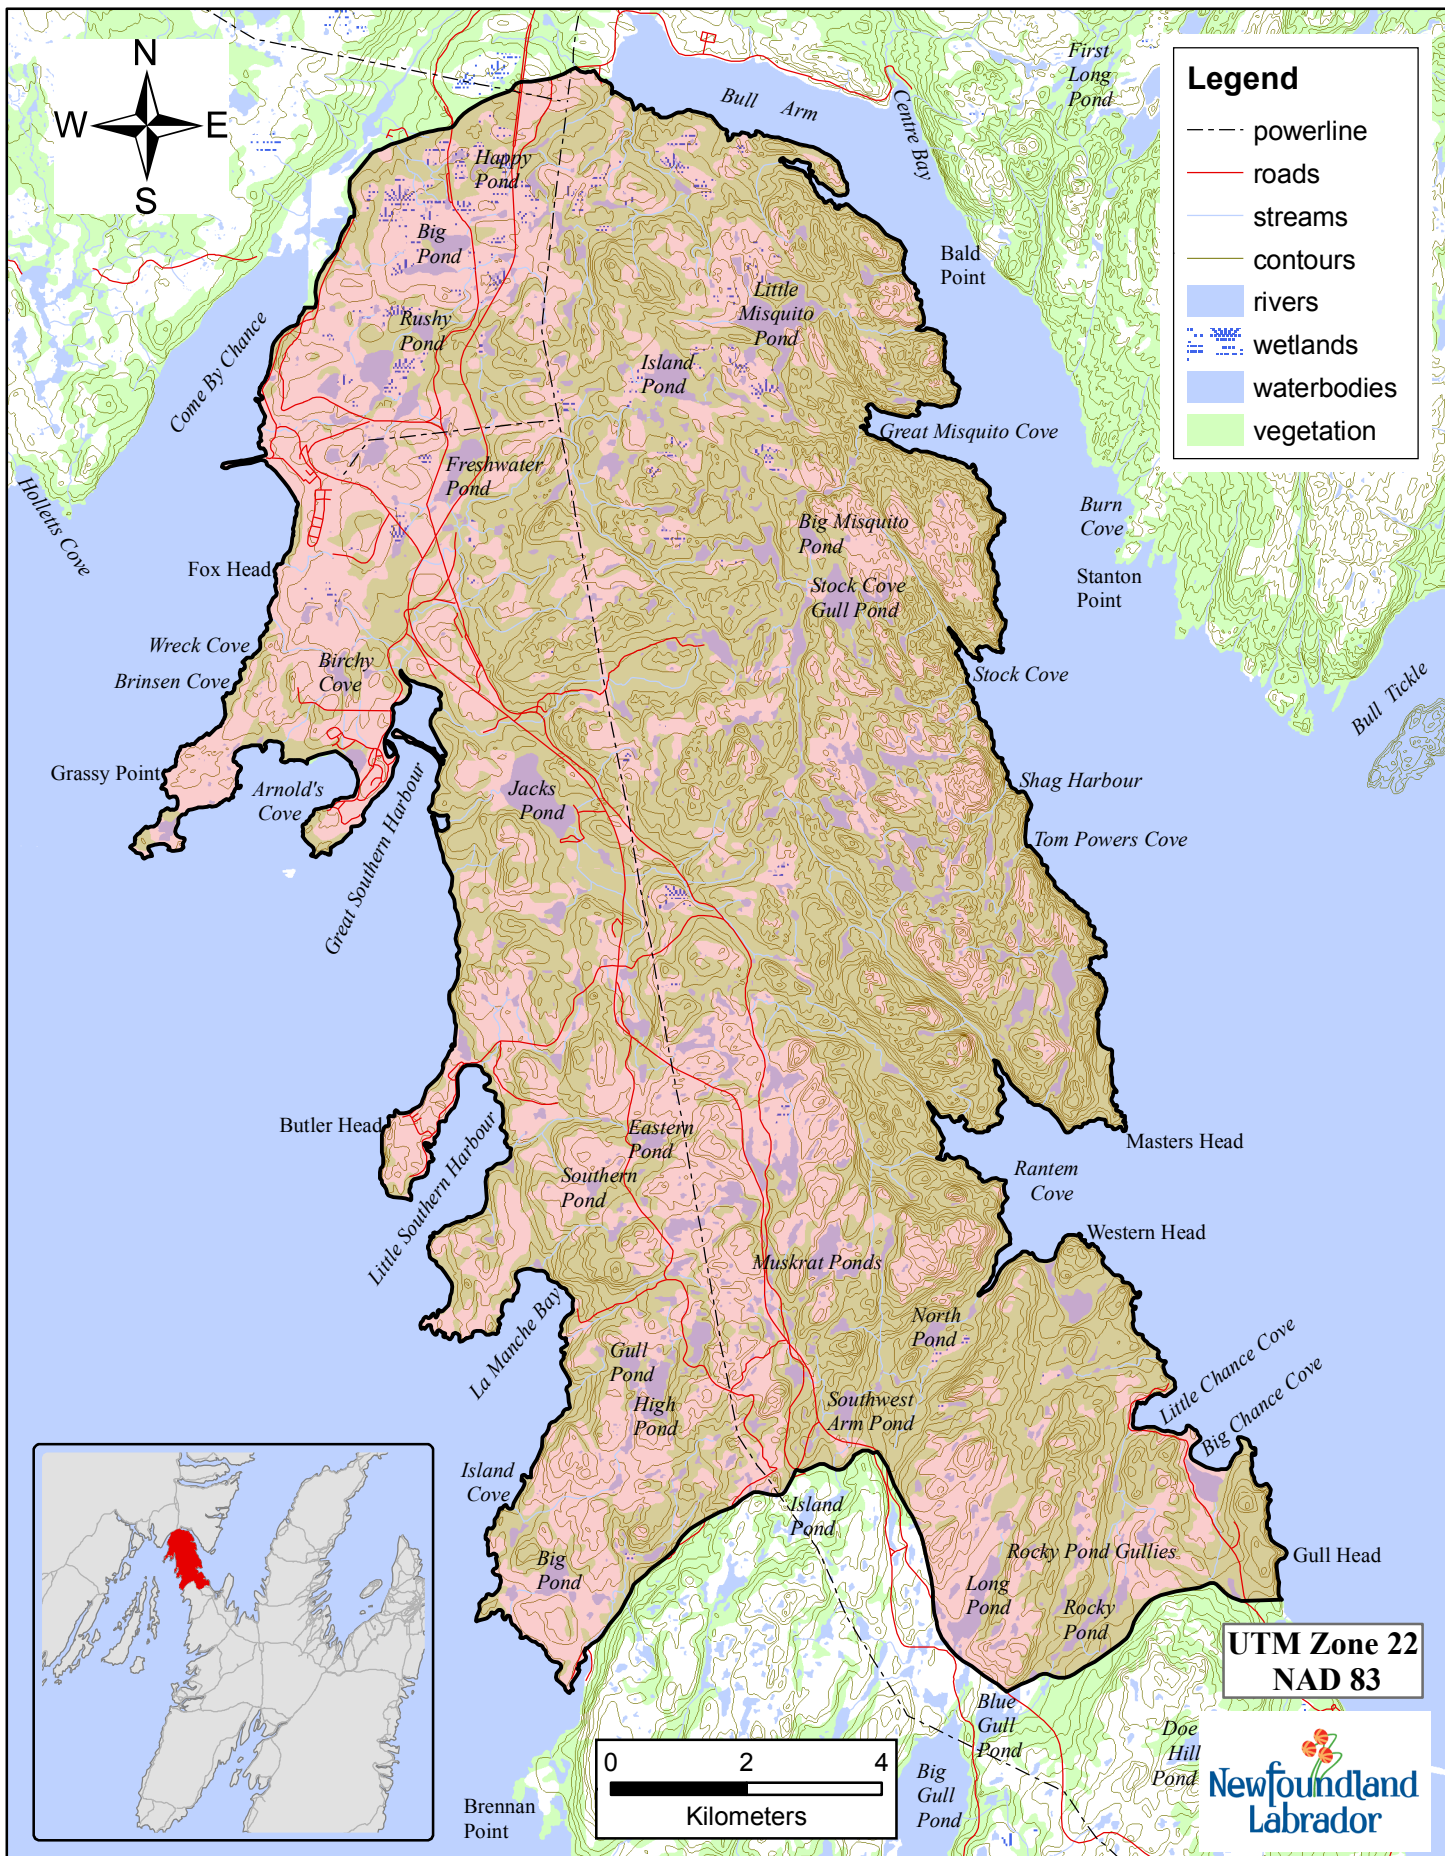 N
W E
S
Legend
powerline
roads
streams
contours
rivers
wetlands
waterbodies
vegetation
First
Long
Pond
Bull Arm
Centre Bay
Happy
Pond
Big
Pond
Bald
Point
Little
Misquito
Pond
Rushy
Pond
Come By Chance
Island
Pond
Great Misquito Cove
Freshwater
Pond
Holletts Cove
Big Misquito
Pond
Burn
Cove
Fox Head
Stock Cove
Gull Pond
Stanton
Point
Wreck Cove
Brinsen Cove
Birchy
Cove
Stock Cove
Bull Tickle
Grassy Point
Arnold's
Cove
Great Southern Harbour
Jacks
Pond
Shag Harbour
Tom Powers Cove
Butler Head
Little Southern Harbour
Eastern
Pond
Southern
Pond
Masters Head
Rantem
Cove
Western Head
Muskrat Ponds
La Manche Bay
North
Pond
Gull
Pond
High
Pond
Southwest
Arm Pond
Little Chance Cove
Big Chance Cove
Island
Cove
Island
Pond
Big
Pond
Rocky Pond Gullies
Gull Head
Long
Pond
Rocky
Pond
UTM Zone 22
NAD 83
Blue
Gull
Pond
Doe
Hill
Pond
Big
Gull
Pond
Brennan
Point
0 2 4
Kilometers
Newfoundland
Labrador